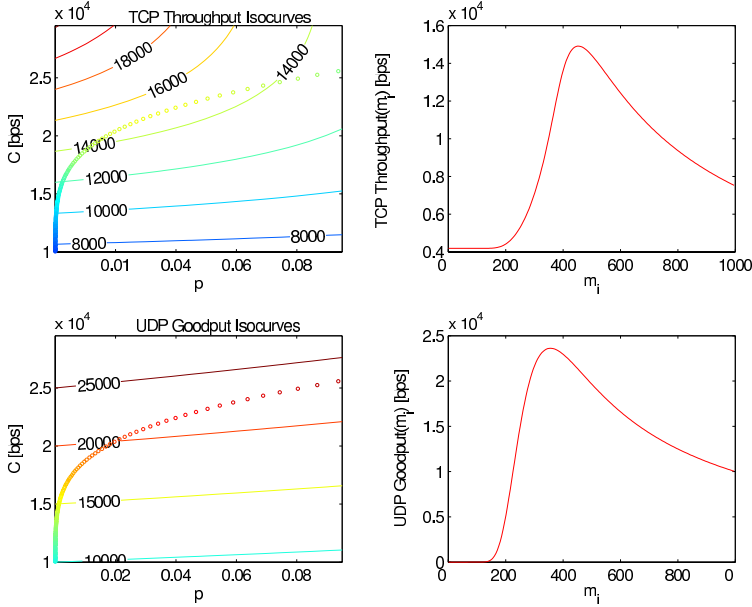 TCP Throughput Isocurves
x 10^4
C [bps]
2.5
2
1.5
1
0.01 0.04 0.06 0.08
p
18000
16000
14000
14000
12000
10000
8000
8000
x 10^4
TCP Throughput(m_i) [bps]
1.6
1.4
1.2
1
0.8
0.6
0.4
0 200 400 600 800 1000
m_i
UDP Goodput Isocurves
x 10^4
C [bps]
2.5
2
1.5
1
0.02 0.04 0.06 0.08
p
25000
20000
15000
10000
x 10^4
UDP Goodput(m_i) [bps]
2.5
2
1.5
1
0.5
0
0 200 400 600 800 0
m_i